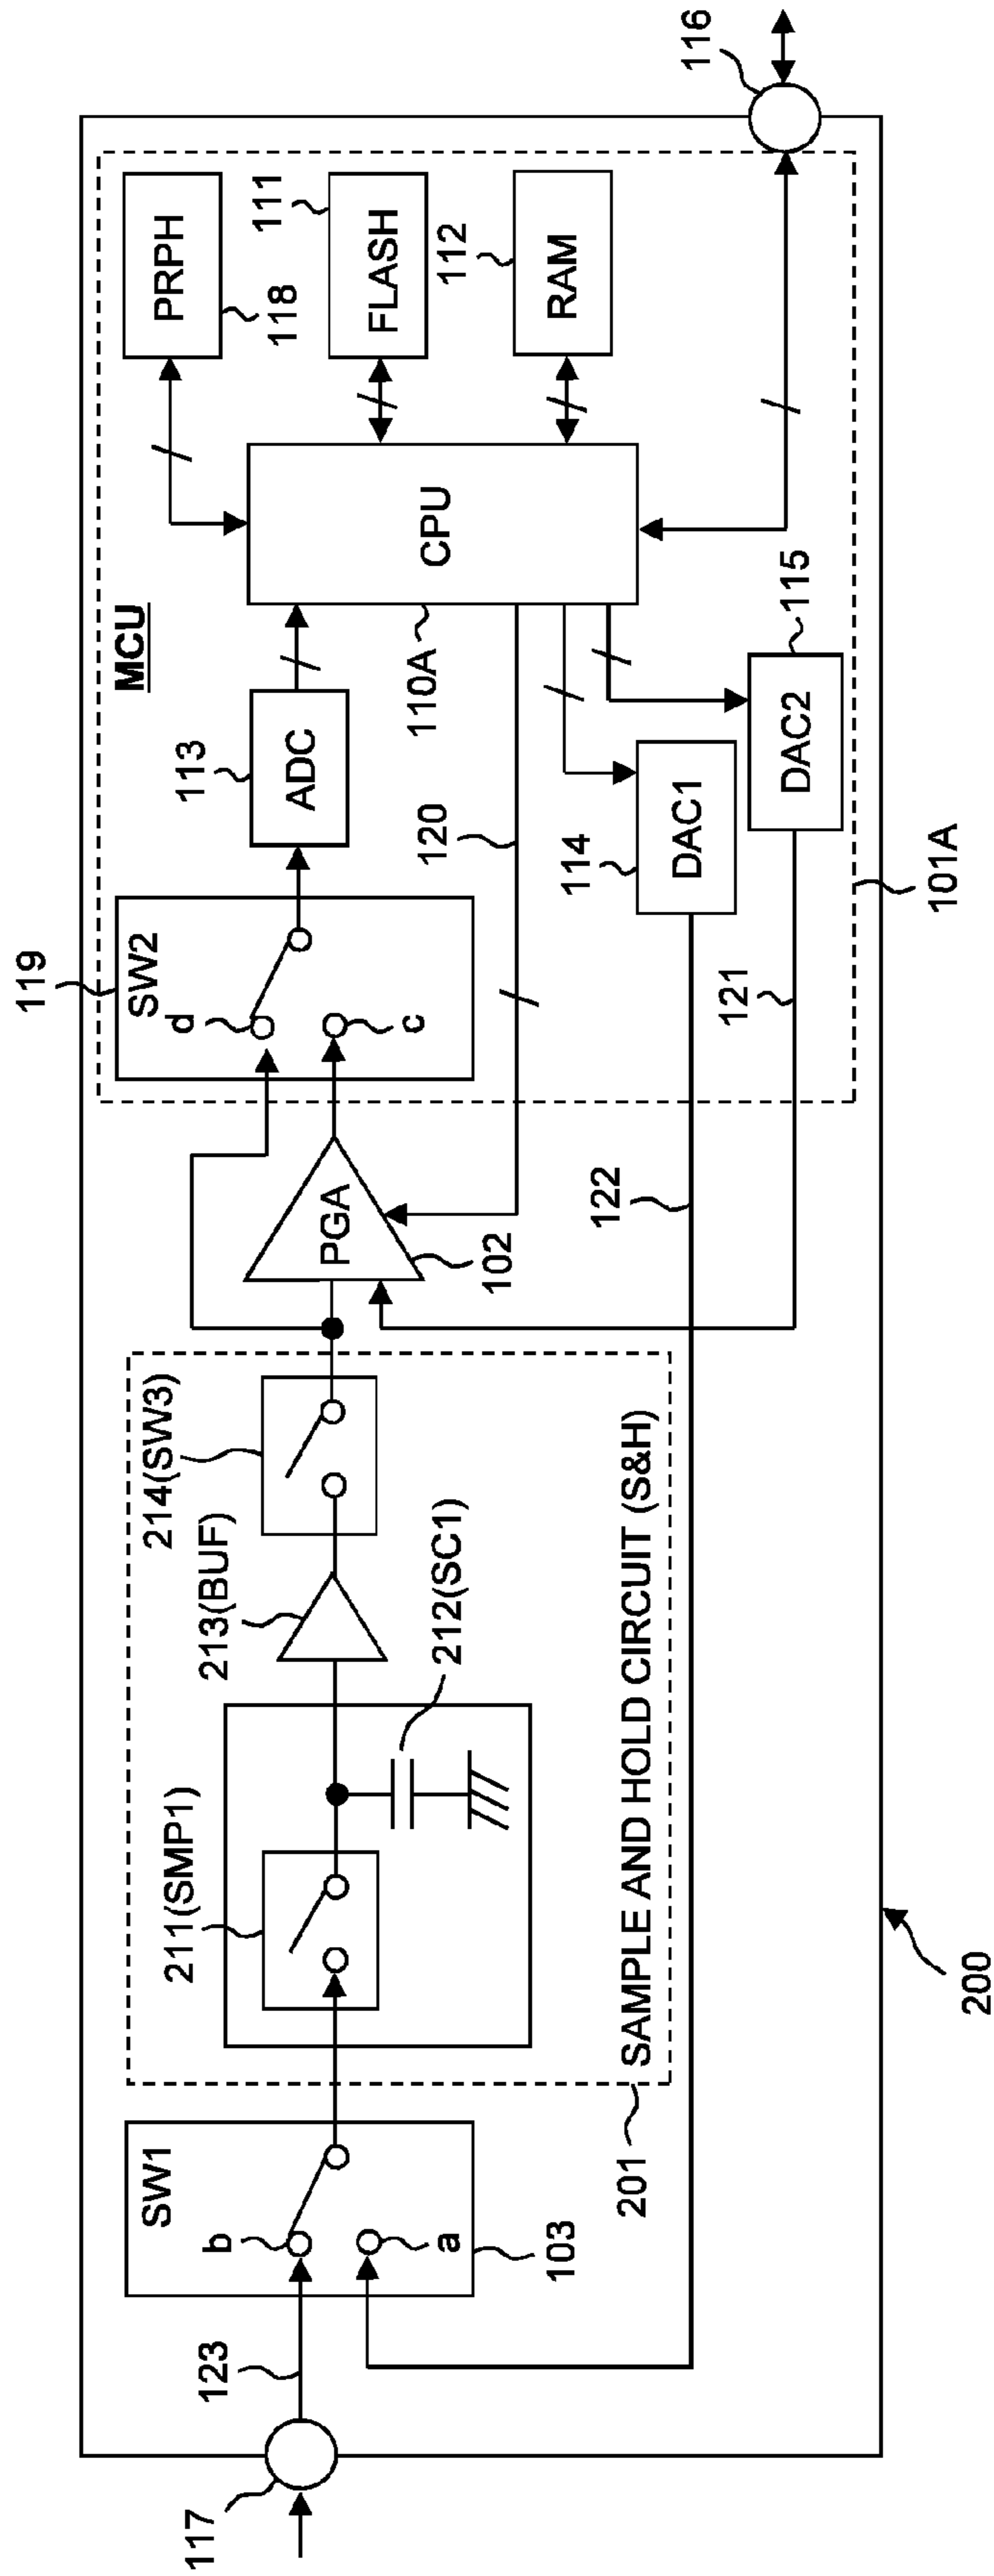 116
MCU
PRPH
118
111
FLASH
112
RAM
CPU
110A
113
ADC
119
SW2
d
c
120
114
DAC1
115
DAC2
101A
121
122
PGA
102
214(SW3)
213(BUF)
212(SC1)
211(SMP1)
SAMPLE AND HOLD CIRCUIT (S&H)
201
SW1
b
a
103
123
117
200